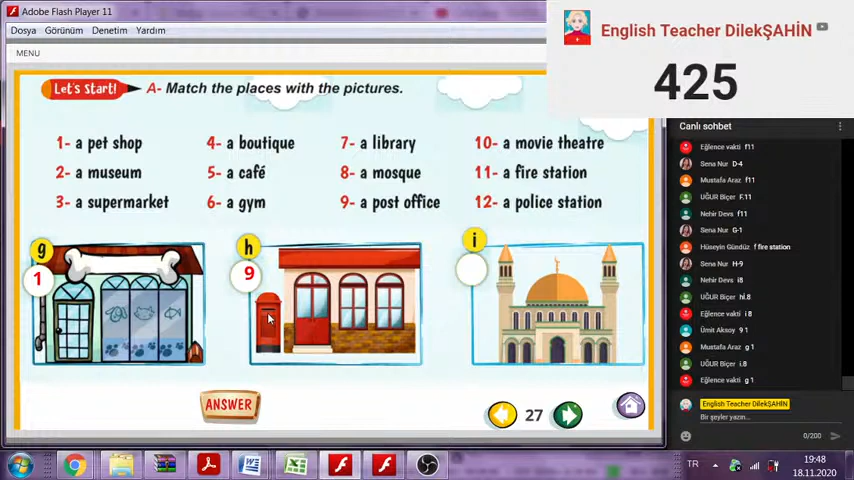 Adobe Flash Player 11
Dosya Görünüm Denetim Yardım
MENU
English Teacher DilekŞAHİN
425
Let's Start!
A- Match the places with the pictures.
1- a pet shop
2- a museum
3- a supermarket
4- a boutique
5- a café
6- a gym
7- a library
8- a mosque
9- a post office
10- a movie theatre
11- a fire station
12- a police station
g
1
h
9
i
ANSWER
27
Canlı sohbet
Eğlence vakti f11
Sena Nur D-4
Mustafa Araz f11
UĞUR Biçer F.11
Nehir Devs f11
Sena Nur G-1
Hüseyin Gündüz f fire station
Sena Nur H-9
Nehir Devs i8
UĞUR Biçer hİ.8
Eğlence vakti i 8
Ümit Aksoy 9 1
Mustafa Araz g 1
UĞUR Biçer i.8
Eğlence vakti g 1
English Teacher DilekŞAHİN
Bir şeyler yazın...
0/200
TR
19:48
18.11.2020